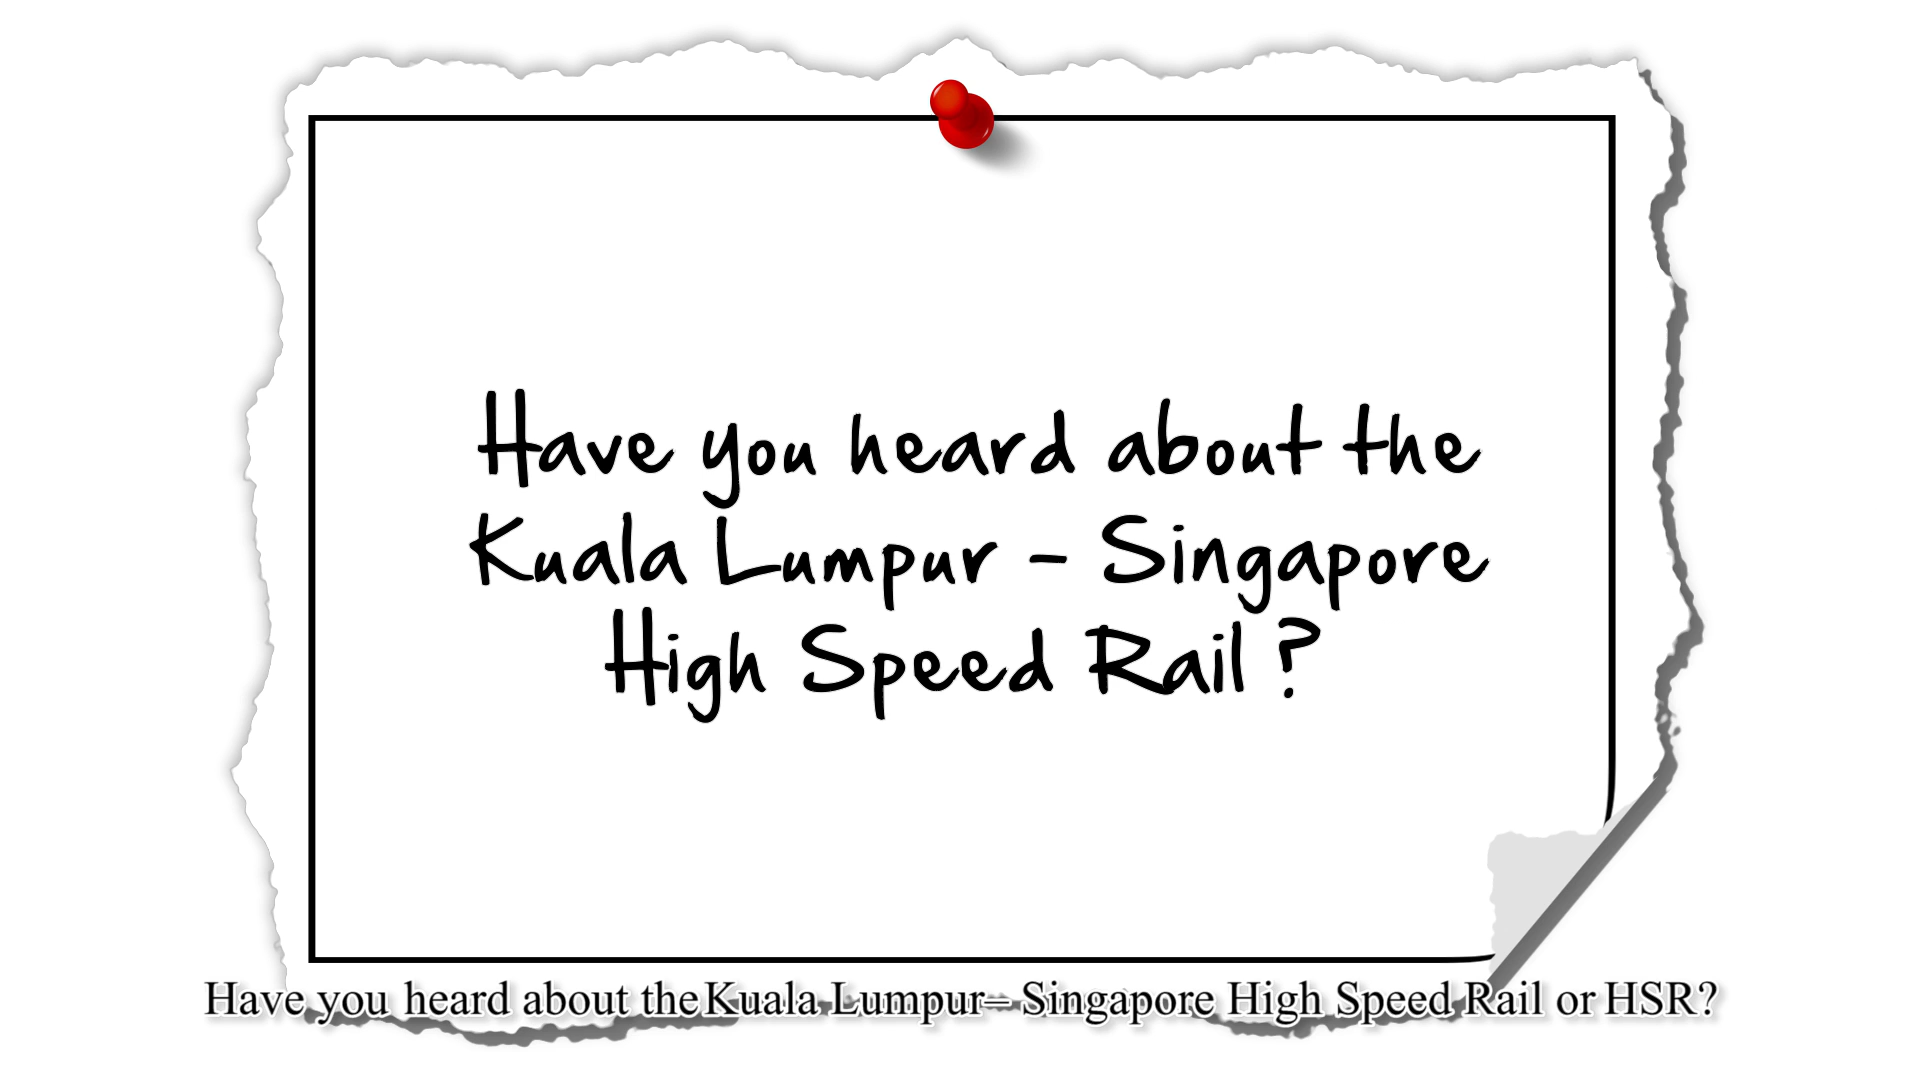 Have you heard about the
Kuala Lumpur - Singapore
High Speed Rail ?
Have you heard about the Kuala Lumpur– Singapore High Speed Rail or HSR?